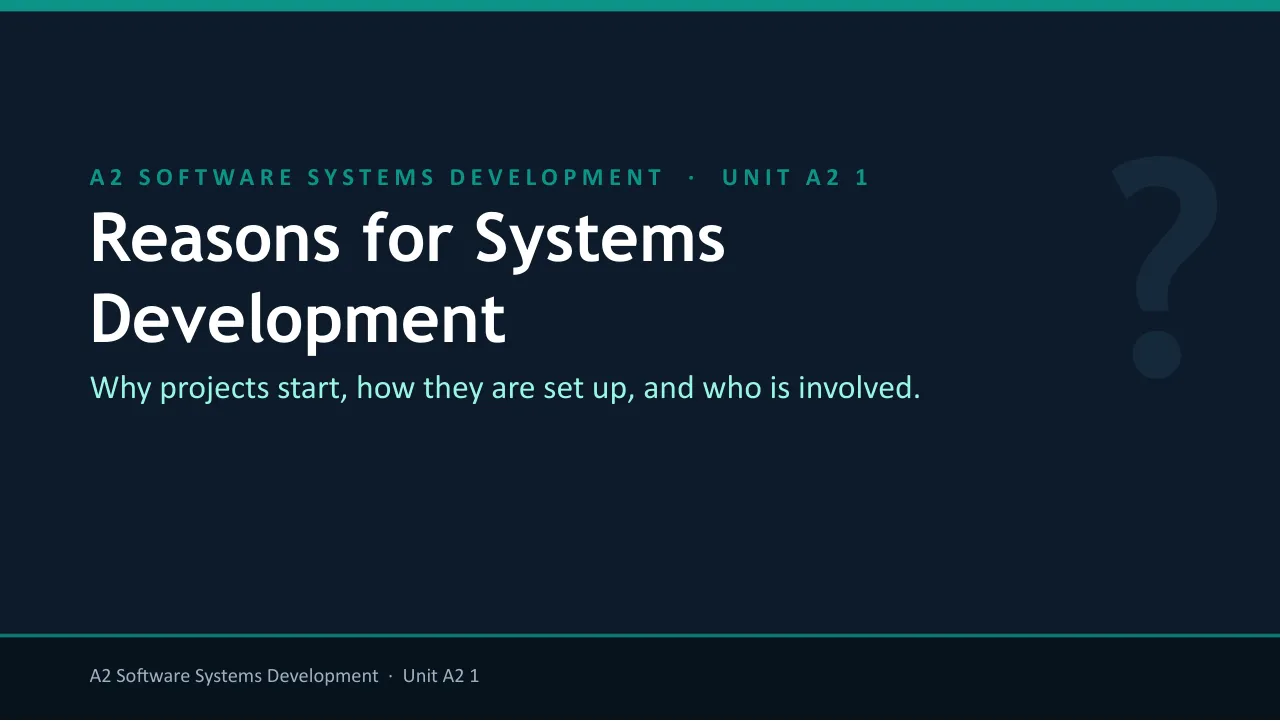 A2 SOFTWARE SYSTEMS DEVELOPMENT · UNIT A2 1
Reasons for Systems
Development
Why projects start, how they are set up, and who is involved.
?
A2 Software Systems Development · Unit A2 1